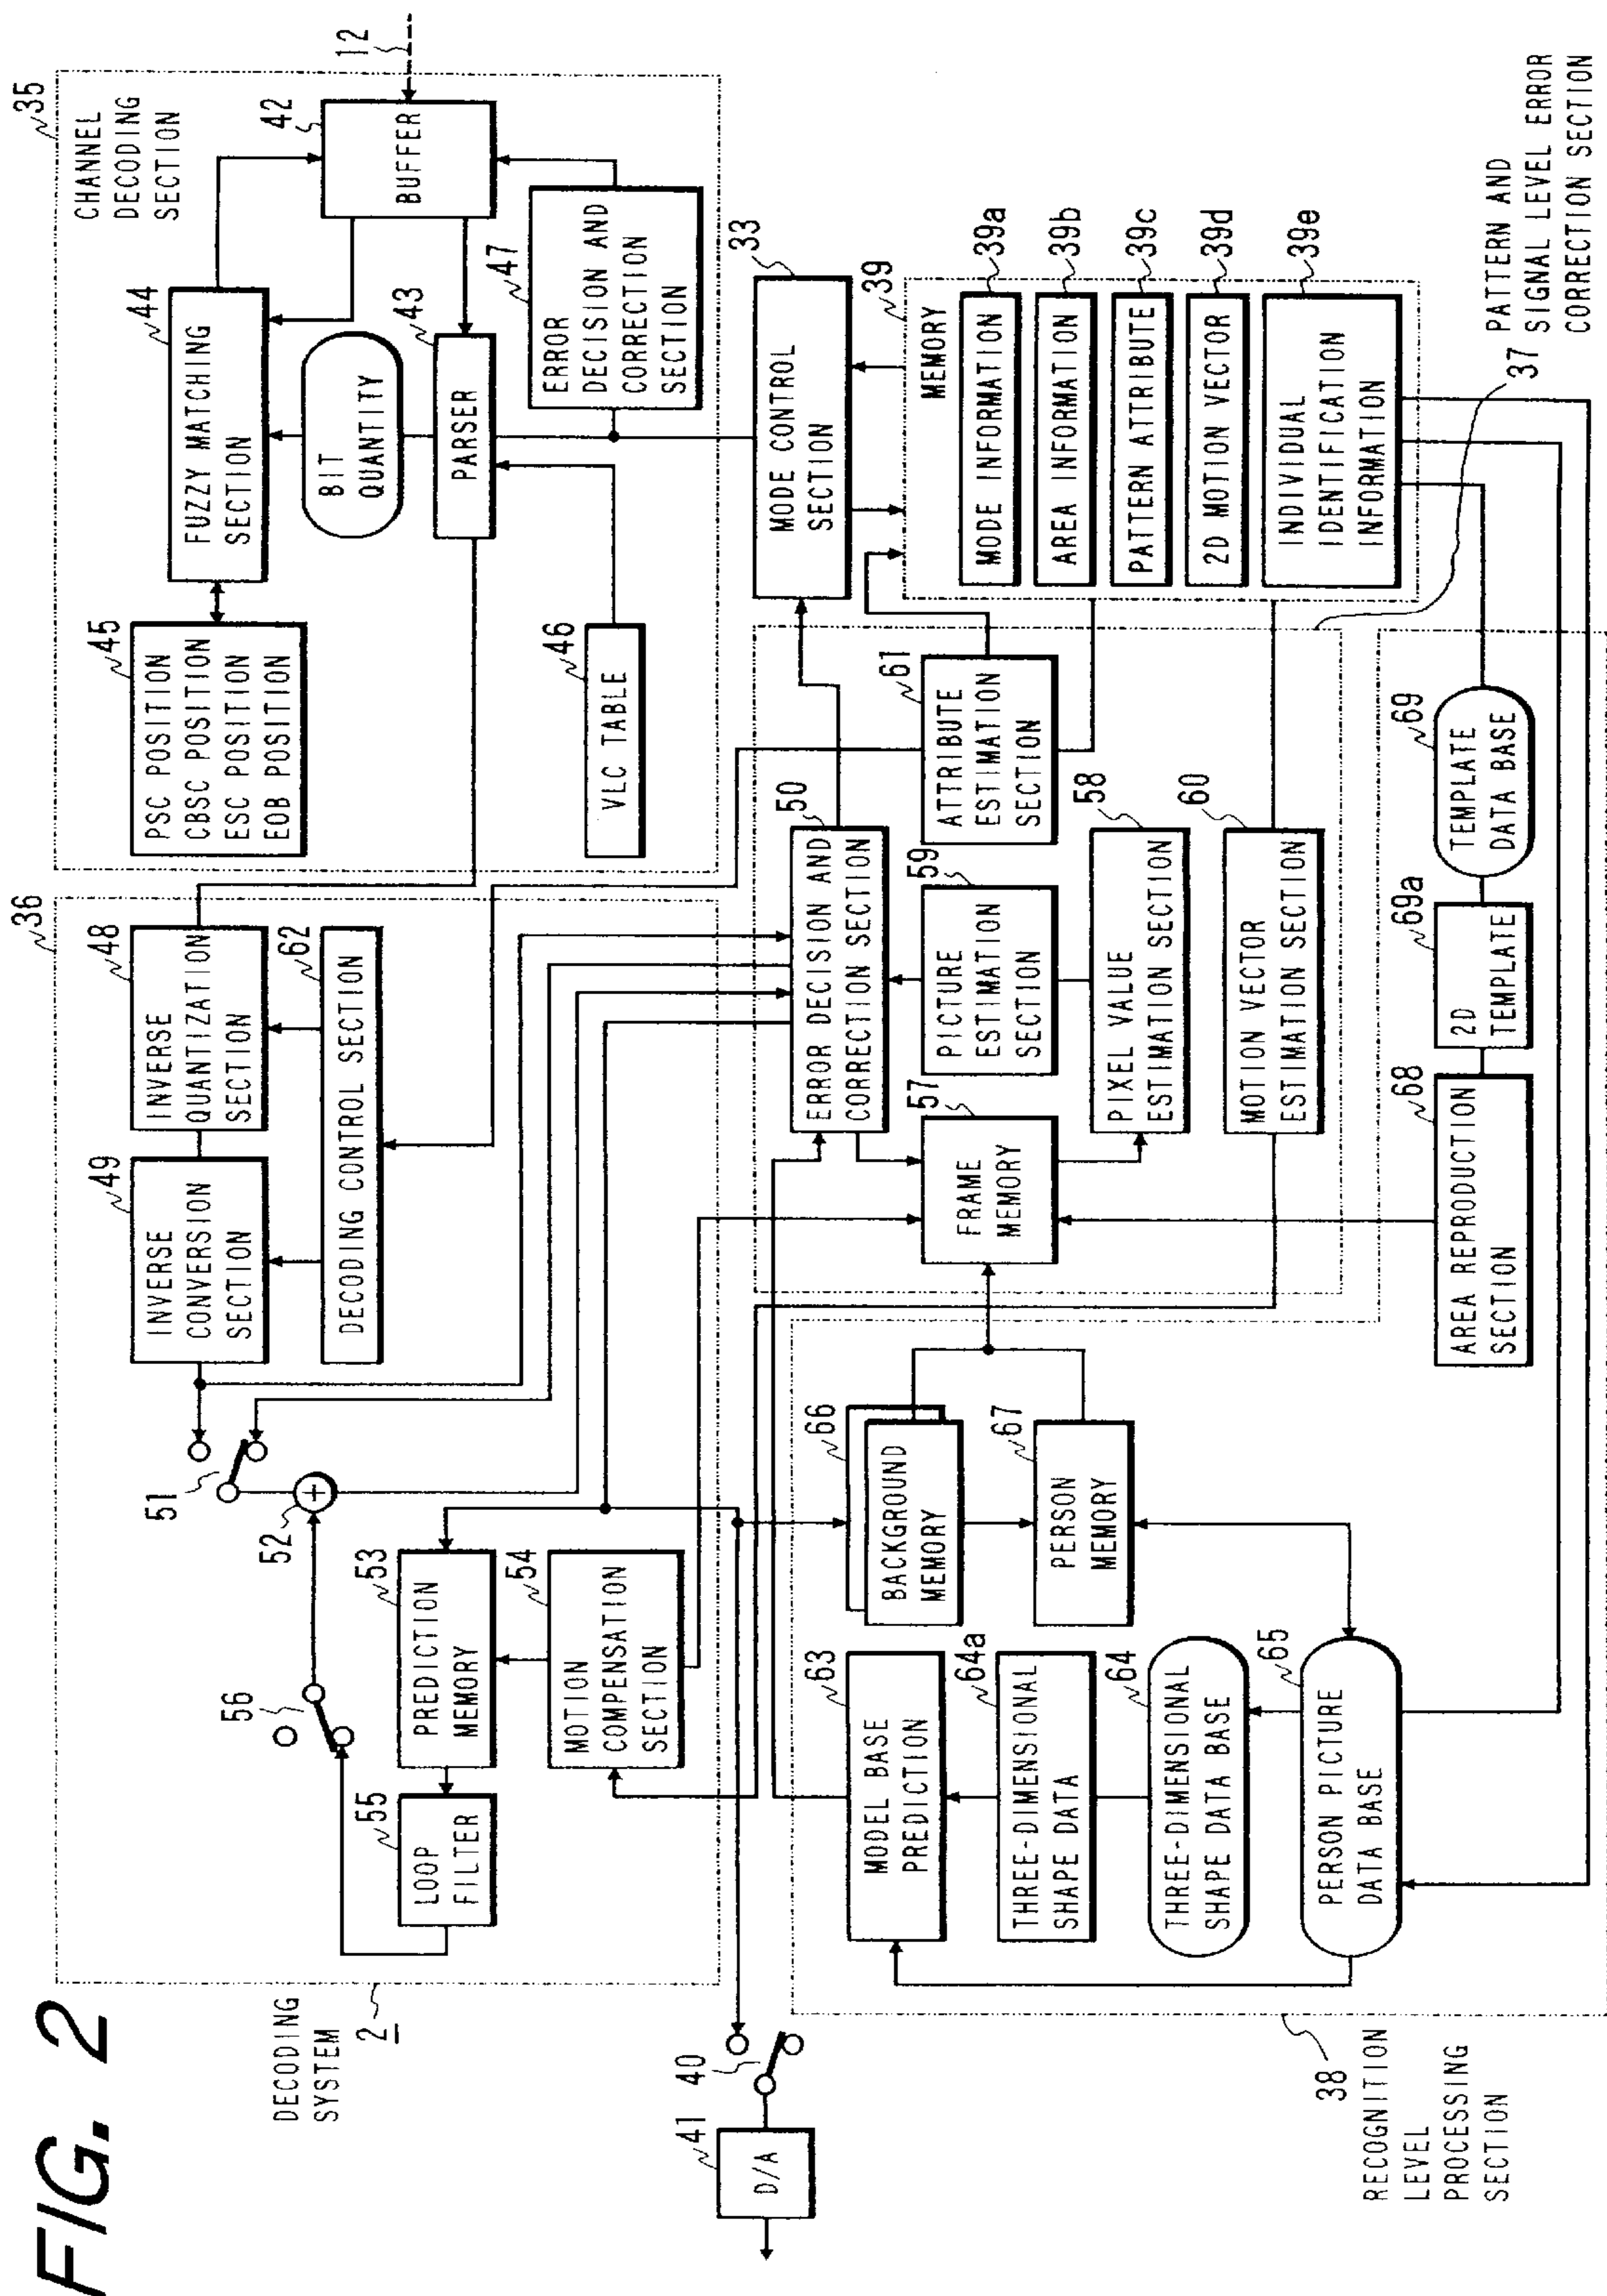 FIG. 2
35
CHANNEL
DECODING
SECTION
12
42
BUFFER
44
FUZZY MATCHING
SECTION
BIT
QUANTITY
43
PARSER
47
ERROR
DECISION AND
CORRECTION
SECTION
45
PSC POSITION
CBSC POSITION
ESC POSITION
EOB POSITION
46
VLC TABLE
36
48
INVERSE
QUANTIZATION
SECTION
49
INVERSE
CONVERSION
SECTION
62
DECODING CONTROL SECTION
51
52
+
53
PREDICTION
MEMORY
54
MOTION
COMPENSATION
SECTION
55
LOOP
FILTER
56
DECODING
SYSTEM
2
33
MODE CONTROL
SECTION
39
MEMORY
MODE INFORMATION
39a
AREA INFORMATION
39b
PATTERN ATTRIBUTE
39c
2D MOTION VECTOR
39d
INDIVIDUAL
IDENTIFICATION
INFORMATION
39e
37
PATTERN AND
SIGNAL LEVEL ERROR
CORRECTION SECTION
50
ERROR DECISION AND
CORRECTION SECTION
61
ATTRIBUTE
ESTIMATION
SECTION
59
PICTURE
ESTIMATION
SECTION
58
PIXEL VALUE
ESTIMATION SECTION
60
MOTION VECTOR
ESTIMATION SECTION
57
FRAME
MEMORY
69
TEMPLATE
DATA BASE
69a
2D
TEMPLATE
68
AREA REPRODUCTION
SECTION
66
BACKGROUND
MEMORY
67
PERSON
MEMORY
63
MODEL BASE
PREDICTION
64a
THREE-DIMENSIONAL
SHAPE DATA
64
THREE-DIMENSIONAL
SHAPE DATA BASE
65
PERSON PICTURE
DATA BASE
40
41
D/A
38
RECOGNITION
LEVEL
PROCESSING
SECTION